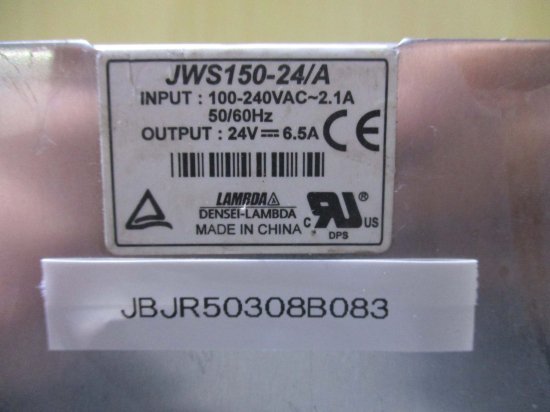 JWS150-24/A
INPUT : 100-240VAC~2.1A
50/60Hz
OUTPUT : 24V⎓6.5A
CE
LAMBDA
DENSEI-LAMBDA
MADE IN CHINA
c RU ® US
DPS
JBJR50308B083